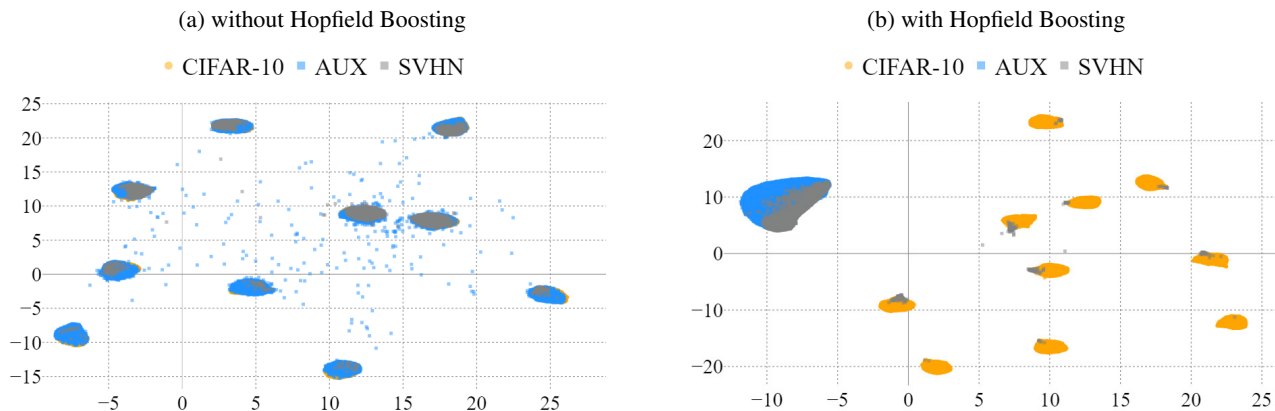 (a) without Hopfield Boosting
CIFAR-10 AUX SVHN
25
20
15
10
5
0
−5
−10
−15
−5 0 5 10 15 20 25
(b) with Hopfield Boosting
CIFAR-10 AUX SVHN
20
10
0
−10
−20
−10 −5 0 5 10 15 20 25